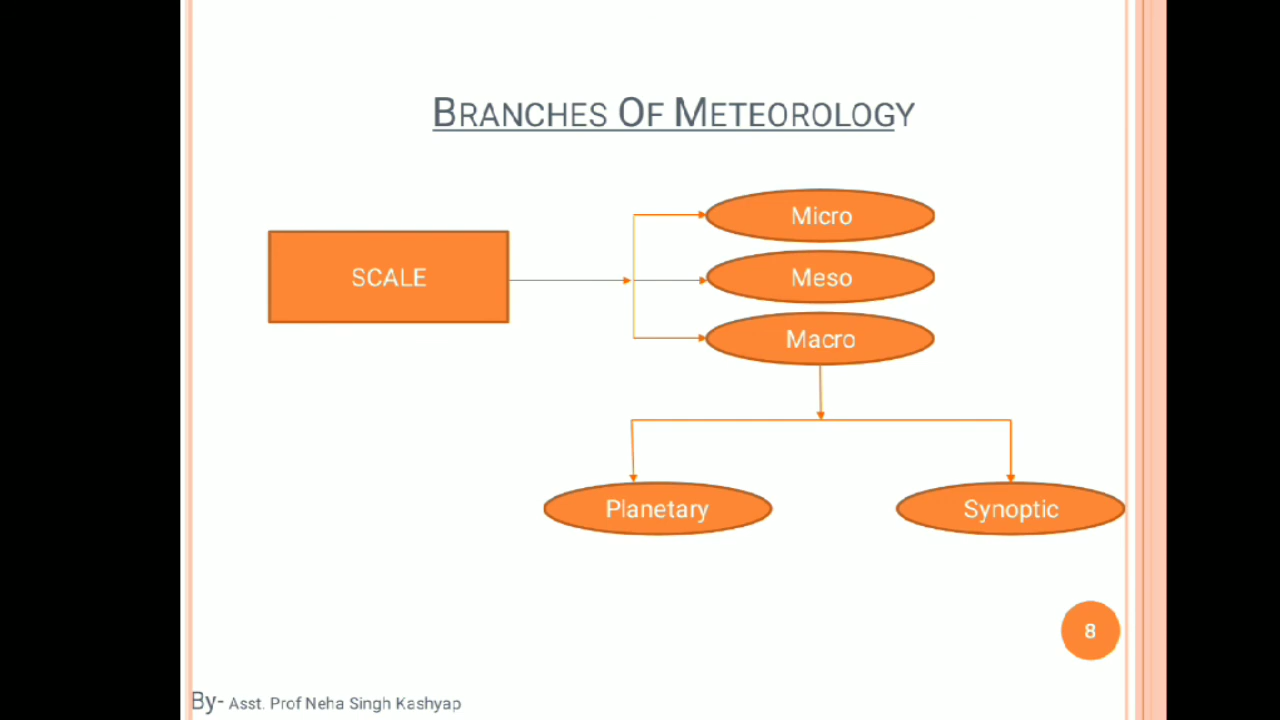 BRANCHES OF METEOROLOGY
SCALE
Micro
Meso
Macro
Planetary
Synoptic
8
By- Asst. Prof Neha Singh Kashyap